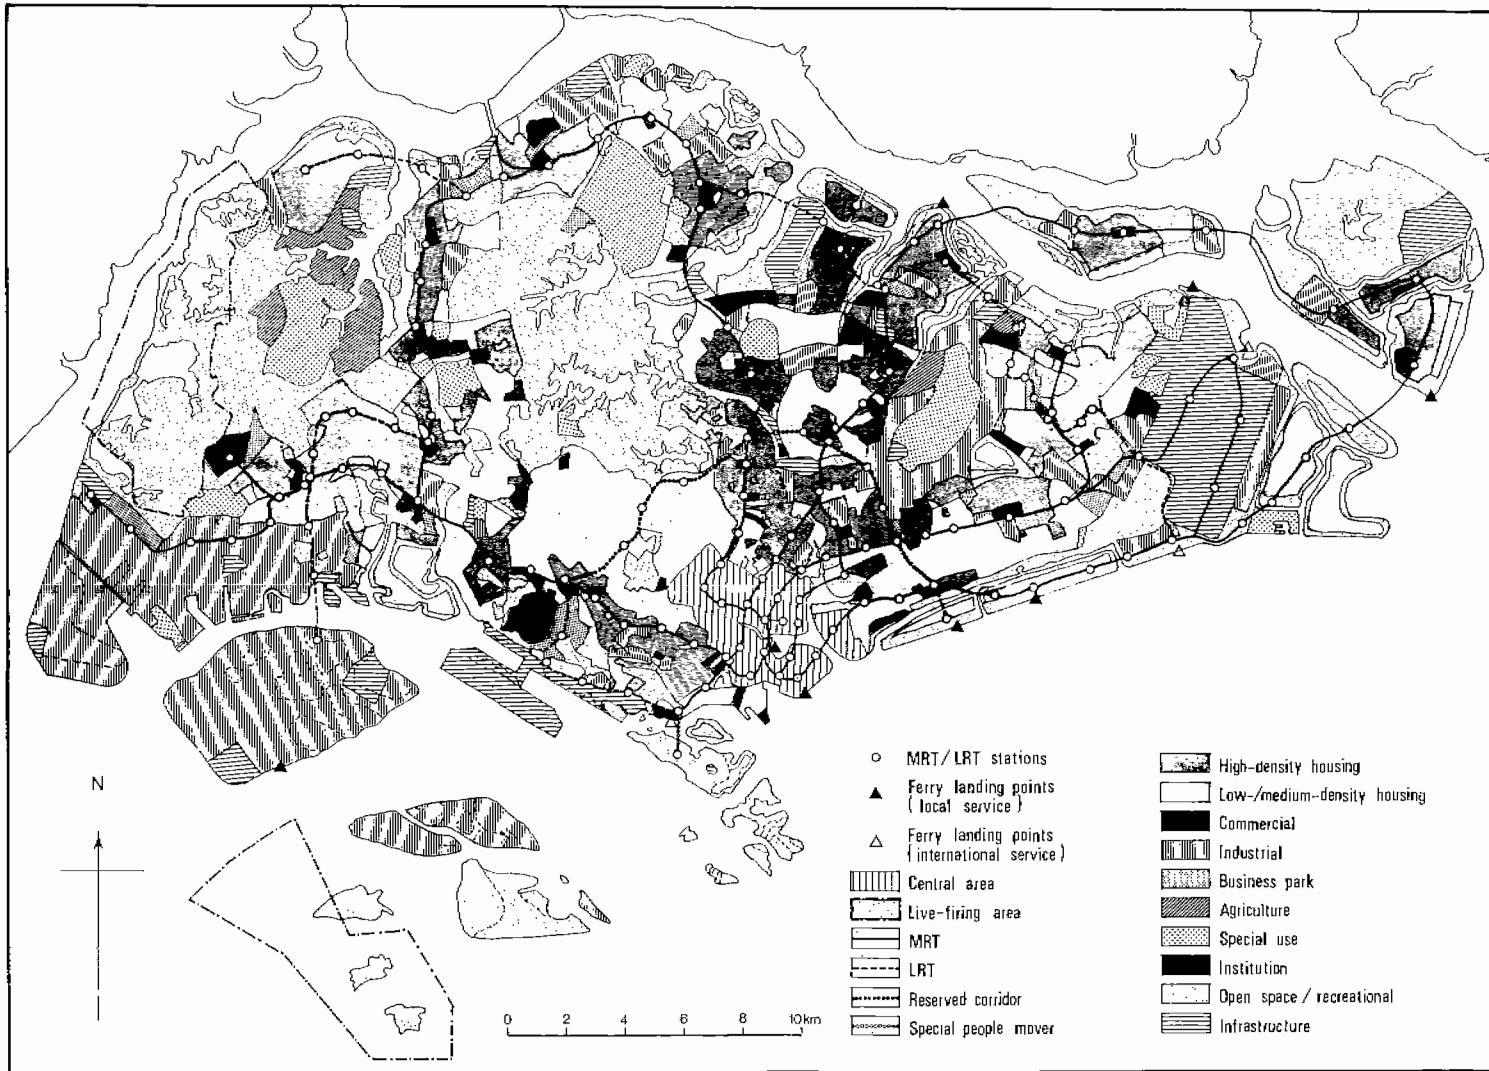 N
0 2 4 6 8 10km
MRT/LRT stations
Ferry landing points
(local service)
Ferry landing points
(international service)
Central area
Live-firing area
MRT
LRT
Reserved corridor
Special people mover
High-density housing
Low-/medium-density housing
Commercial
Industrial
Business park
Agriculture
Special use
Institution
Open space / recreational
Infrastructure